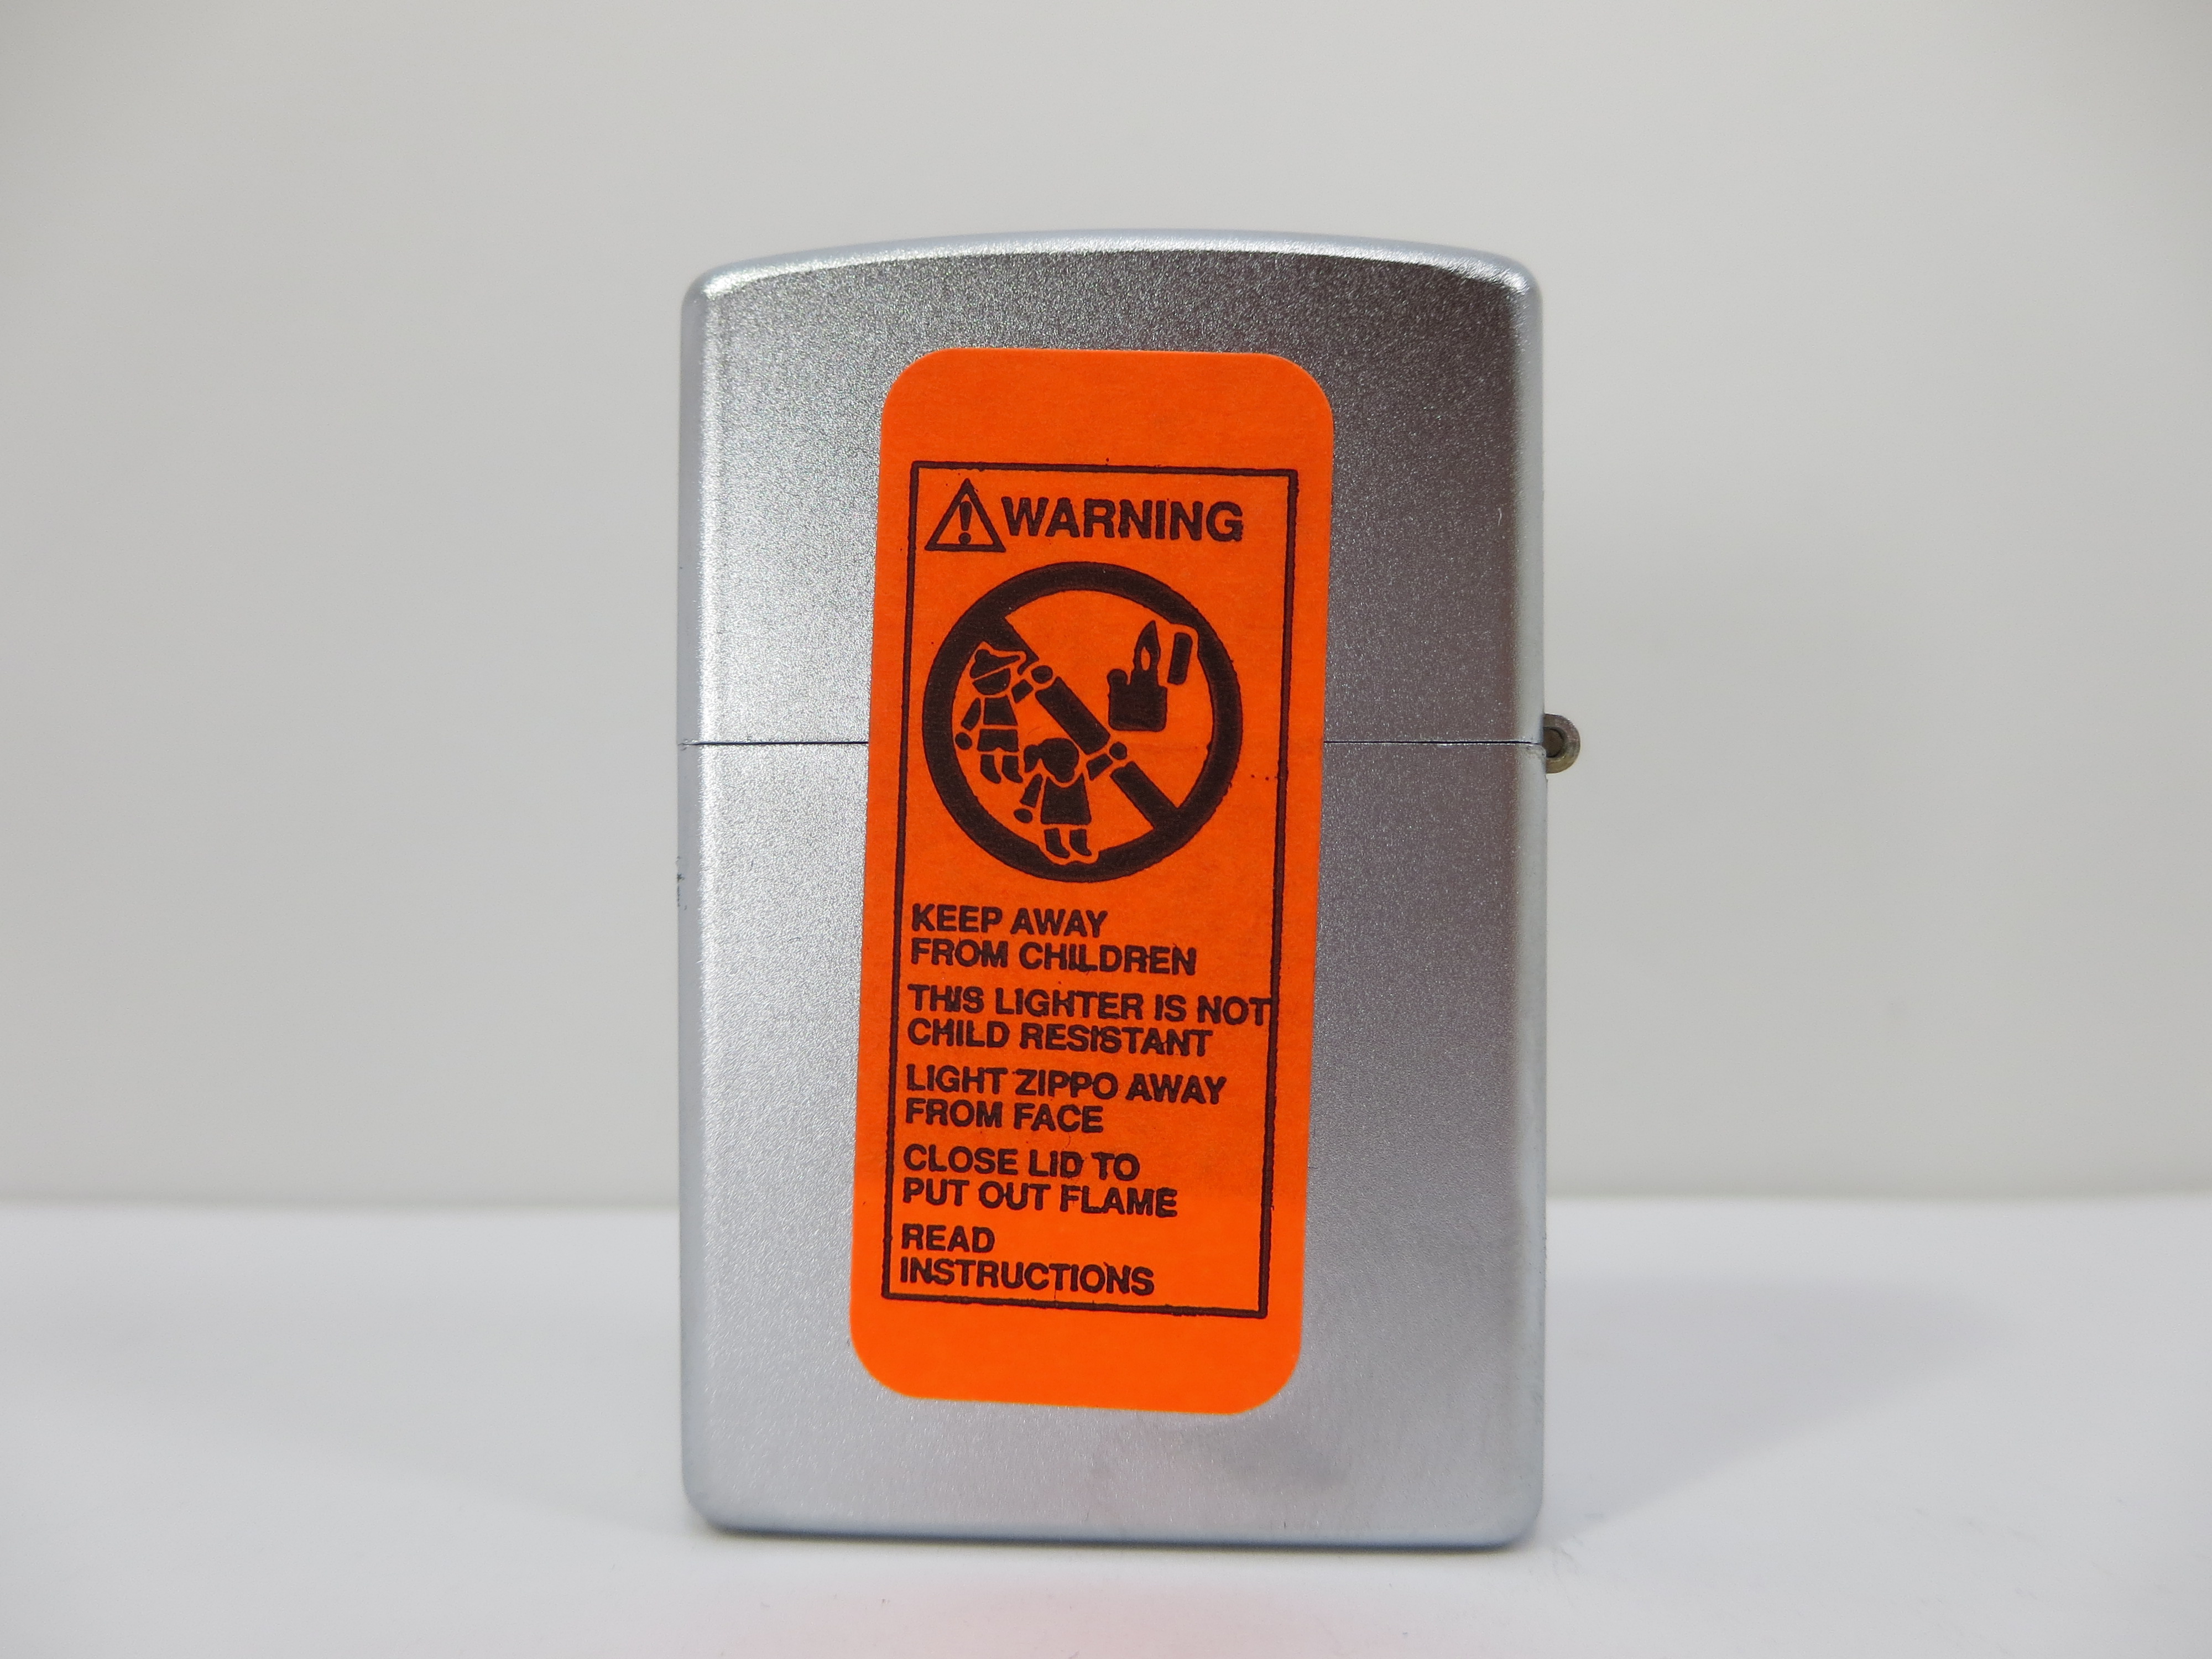 WARNING
KEEP AWAY
FROM CHILDREN
THIS LIGHTER IS NOT
CHILD RESISTANT
LIGHT ZIPPO AWAY
FROM FACE
CLOSE LID TO
PUT OUT FLAME
READ
INSTRUCTIONS